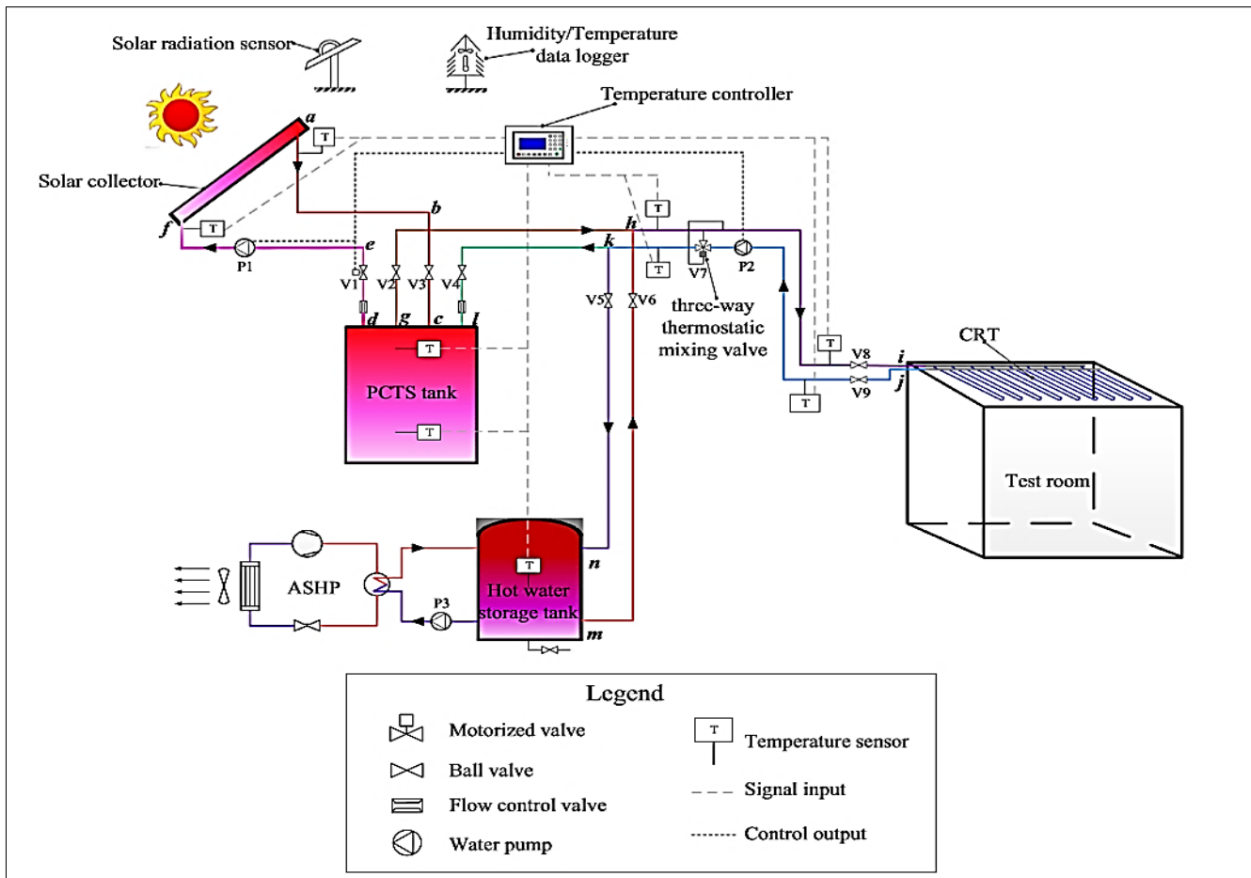 Solar radiation sensor
Humidity/Temperature
data logger
Temperature controller
a
T
Solar collector
f
T
b
h
T
e
k
P1
T
V7
P2
V1
V2
V3
V4
V5
V6
three-way
thermostatic
mixing valve
d
g
c
l
T
PCTS tank
T
T
V8
i
CRT
j
V9
T
Test room
ASHP
P3
T
n
Hot water
storage tank
m
Legend
Motorized valve
Ball valve
Flow control valve
Water pump
T
Temperature sensor
Signal input
Control output